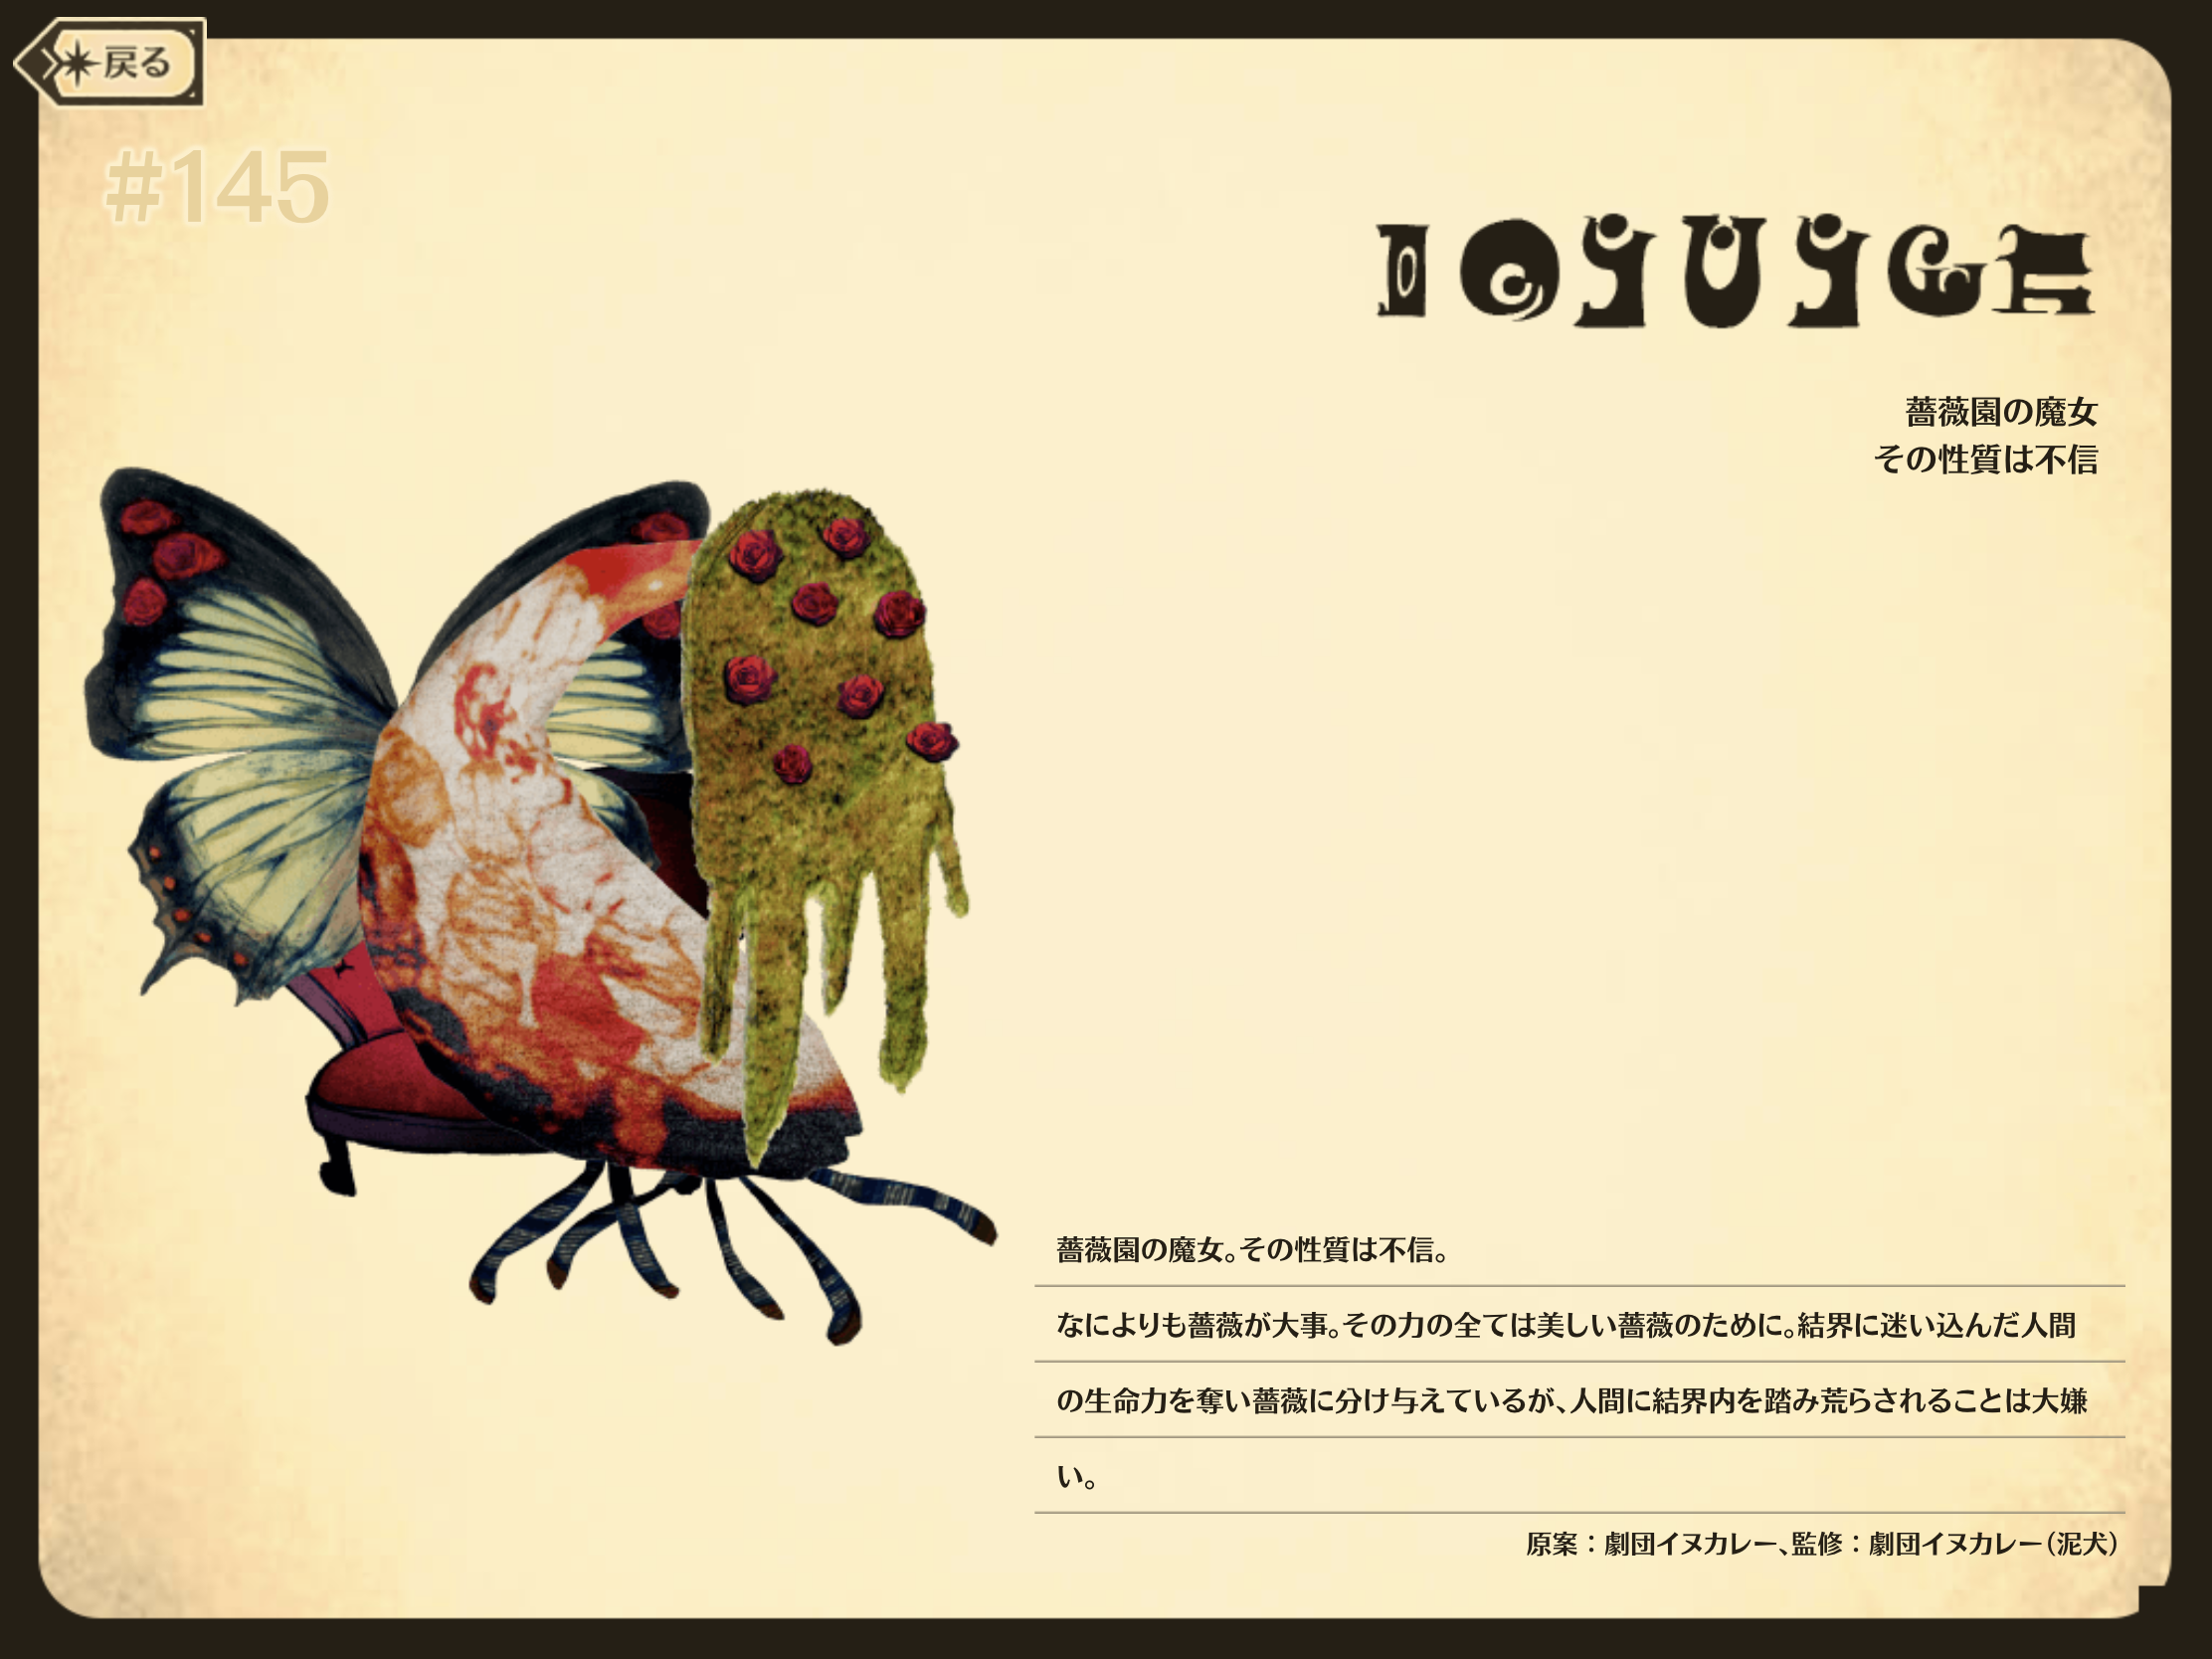 戻る
#145
薔薇園の魔女
その性質は不信
薔薇園の魔女。その性質は不信。
なによりも薔薇が大事。その力の全ては美しい薔薇のために。結界に迷い込んだ人間
の生命力を奪い薔薇に分け与えているが、人間に結界内を踏み荒らされることは大嫌
い。
原案：劇団イヌカレー、監修：劇団イヌカレー（泥犬）